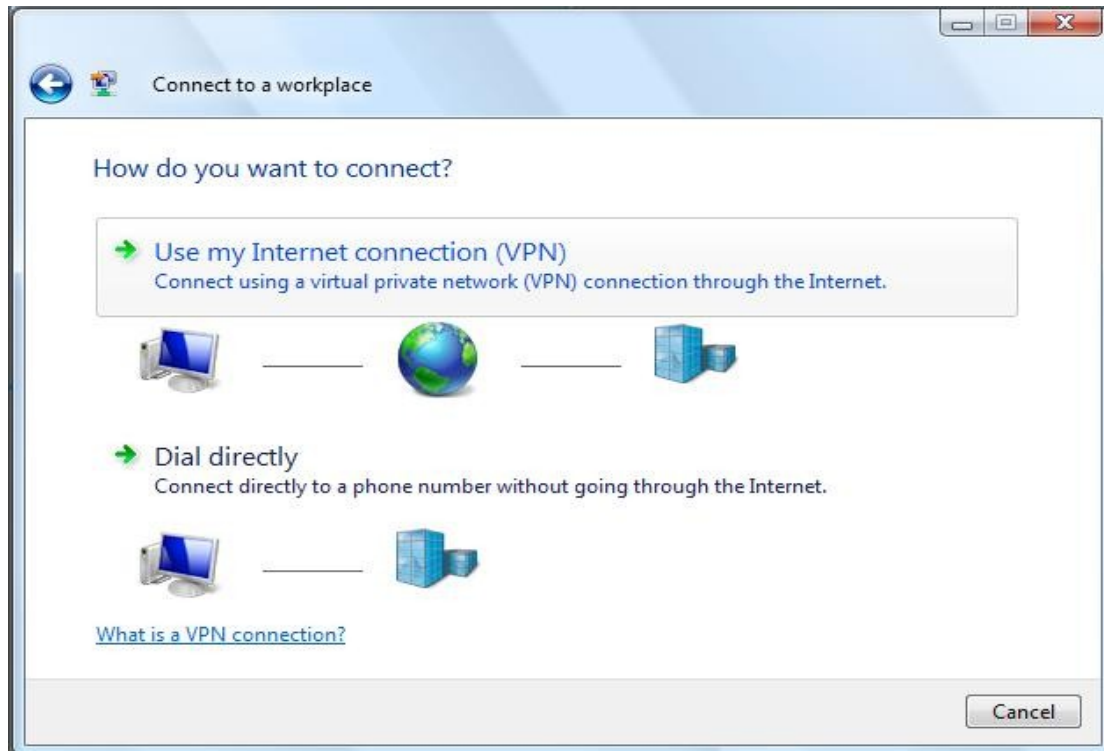 Connect to a workplace
How do you want to connect?
Use my Internet connection (VPN)
Connect using a virtual private network (VPN) connection through the Internet.
Dial directly
Connect directly to a phone number without going through the Internet.
What is a VPN connection?
Cancel